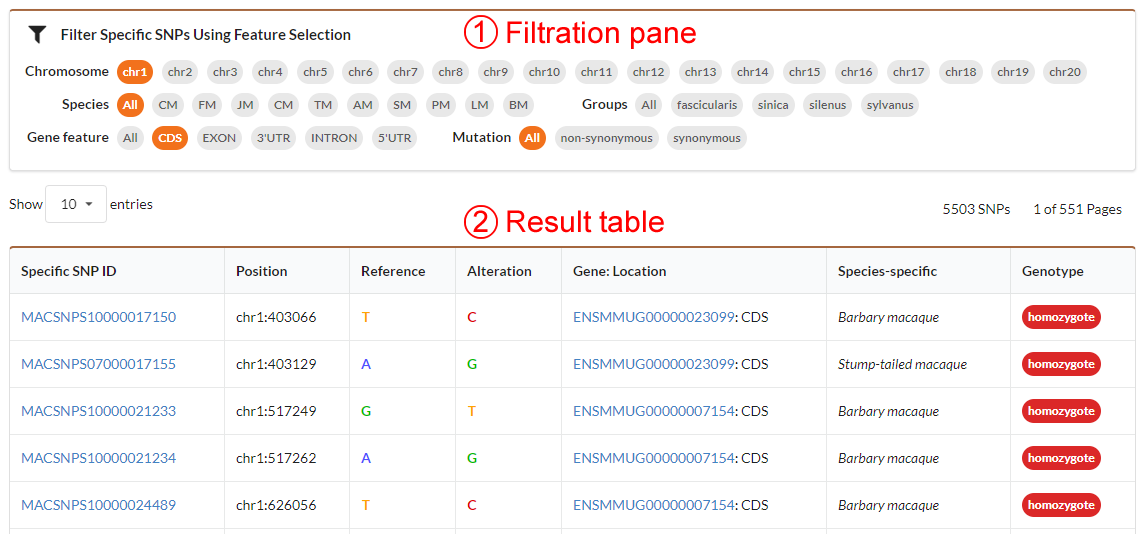 Filter Specific SNPs Using Feature Selection ① Filtration pane
Chromosome chr1 chr2 chr3 chr4 chr5 chr6 chr7 chr8 chr9 chr10 chr11 chr12 chr13 chr14 chr15 chr16 chr17 chr18 chr19 chr20
Species All CM FM JM CM TM AM SM PM LM BM Groups All fascicularis sinica silenus sylvanus
Gene feature All CDS EXON 3'UTR INTRON 5'UTR Mutation All non-synonymous synonymous
Show 10 entries 5503 SNPs 1 of 551 Pages
② Result table
Specific SNP ID Position Reference Alteration Gene: Location Species-specific Genotype
MACSNPS10000017150 chr1:403066 T C ENSMMUG00000023099: CDS Barbary macaque homozygote
MACSNPS07000017155 chr1:403129 A G ENSMMUG00000023099: CDS Stump-tailed macaque homozygote
MACSNPS10000021233 chr1:517249 G T ENSMMUG00000007154: CDS Barbary macaque homozygote
MACSNPS10000021234 chr1:517262 A G ENSMMUG00000007154: CDS Barbary macaque homozygote
MACSNPS10000024489 chr1:626056 T C ENSMMUG00000007154: CDS Barbary macaque homozygote